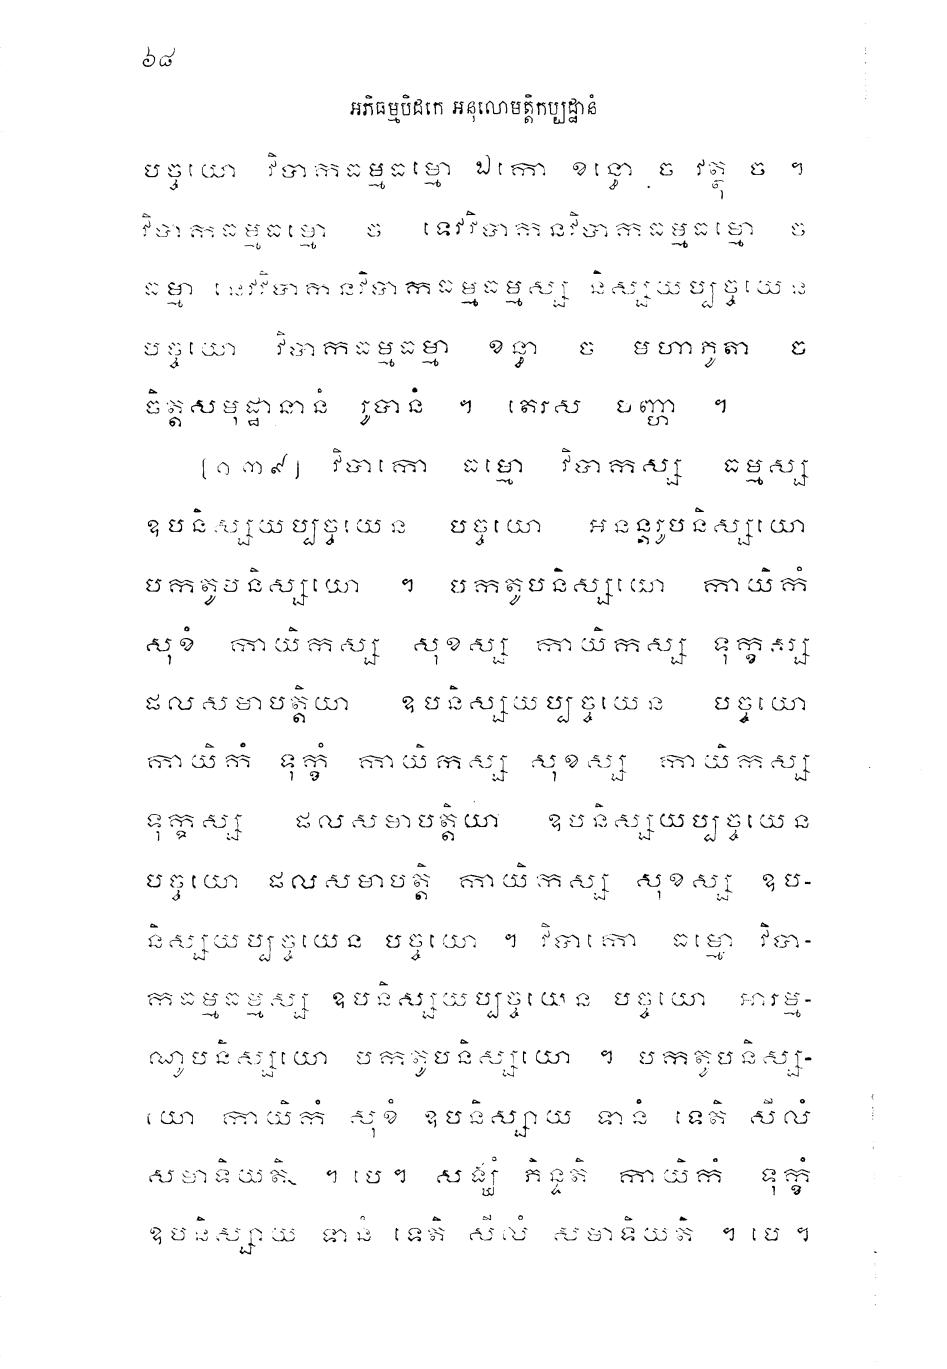 ៦៨
អភិធម្មបិដកេ អនុលោមត្តិកប្បដ្ឋានំ
បច្ចយោ វិបាកធម្មធម្មោ ឯកោ ខន្ធោ ច វត្ថុ ច ។
វិបាកធម្មធម្មោ ច នេវវិបាកនវិបាកធម្មធម្មោ ច
ធម្មា នេវវិបាកនវិបាកធម្មធម្មស្ស និស្សយប្បច្ចយេន
បច្ចយោ វិបាកធម្មធម្មា ខន្ធា ច មហាភូតា ច
ចិត្តសមុដ្ឋានានំ រូបានំ ។ តេរស បញ្ហា ។
[១៣៩] វិបាកោ ធម្មោ វិបាកស្ស ធម្មស្ស
ឧបនិស្សយប្បច្ចយេន បច្ចយោ អនន្តរូបនិស្សយោ
បកតូបនិស្សយោ ។ បកតូបនិស្សយោ កាយិកំ
សុខំ កាយិកស្ស សុខស្ស កាយិកស្ស ទុក្ខស្ស
ផលសមាបត្តិយា ឧបនិស្សយប្បច្ចយេន បច្ចយោ
កាយិកំ ទុក្ខំ កាយិកស្ស សុខស្ស កាយិកស្ស
ទុក្ខស្ស ផលសមាបត្តិយា ឧបនិស្សយប្បច្ចយេន
បច្ចយោ ផលសមាបត្តិ កាយិកស្ស សុខស្ស ឧប-
និស្សយប្បច្ចយេន បច្ចយោ ។ វិបាកោ ធម្មោ វិបា-
កធម្មធម្មស្ស ឧបនិស្សយប្បច្ចយេន បច្ចយោ អារម្ម-
ណូបនិស្សយោ បកតូបនិស្សយោ ។ បកតូបនិស្ស-
យោ កាយិកំ សុខំ ឧបនិស្សាយ ទានំ ទេតិ សីលំ
សមាទិយតិ ។ បេ។ សង្ឃំ ភិន្ទតិ កាយិកំ ទុក្ខំ
ឧបនិស្សាយ ទានំ ទេតិ សីលំ សមាទិយតិ ។ បេ ។